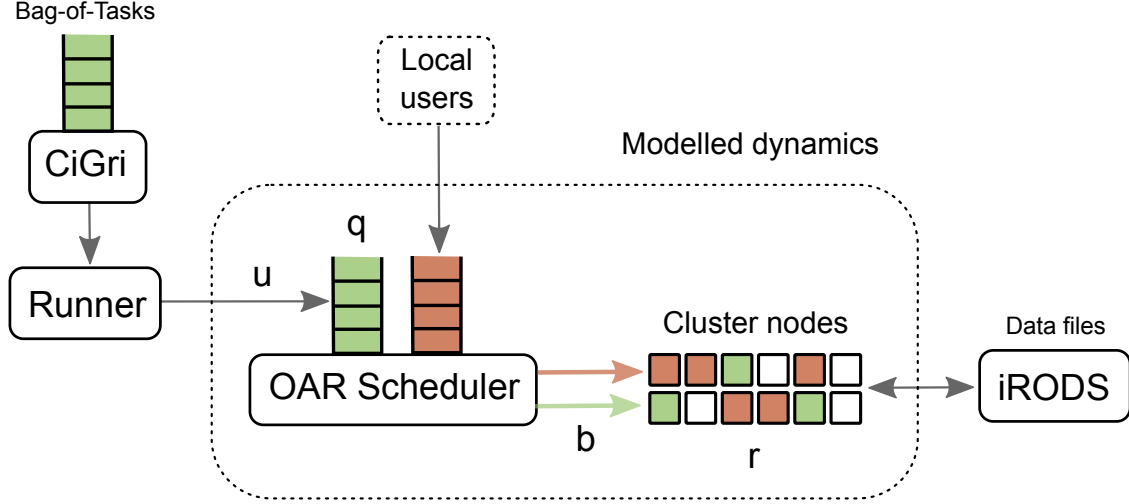 Bag-of-Tasks
CiGri
Runner
Local
users
Modelled dynamics
q
u
OAR Scheduler
b
Cluster nodes
r
Data files
iRODS